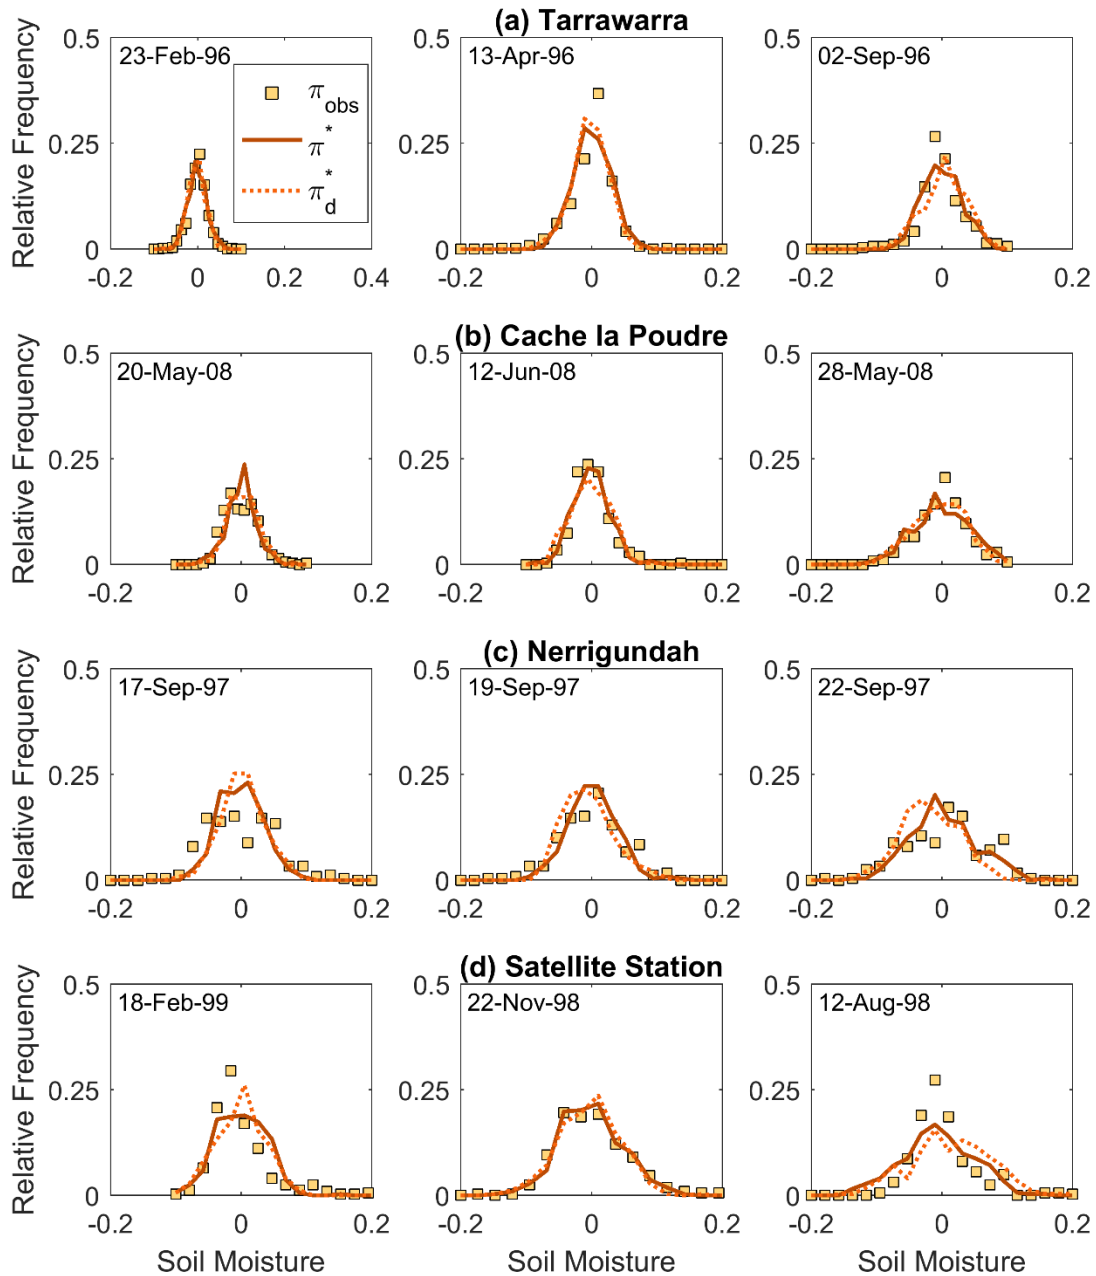 (a) Tarrawarra
Relative Frequency
0.5
0.25
0
23-Feb-96
π obs
π *
π d *
-0.2 0 0.2 0.4
0.5
0.25
0
13-Apr-96
-0.2 0 0.2
0.5
0.25
0
02-Sep-96
-0.2 0 0.2
(b) Cache la Poudre
Relative Frequency
0.5
0.25
0
20-May-08
-0.2 0 0.2
0.5
0.25
0
12-Jun-08
-0.2 0 0.2
0.5
0.25
0
28-May-08
-0.2 0 0.2
(c) Nerrigundah
Relative Frequency
0.5
0.25
0
17-Sep-97
-0.2 0 0.2
0.5
0.25
0
19-Sep-97
-0.2 0 0.2
0.5
0.25
0
22-Sep-97
-0.2 0 0.2
(d) Satellite Station
Relative Frequency
0.5
0.25
0
18-Feb-99
-0.2 0 0.2
Soil Moisture
0.5
0.25
0
22-Nov-98
-0.2 0 0.2
Soil Moisture
0.5
0.25
0
12-Aug-98
-0.2 0 0.2
Soil Moisture